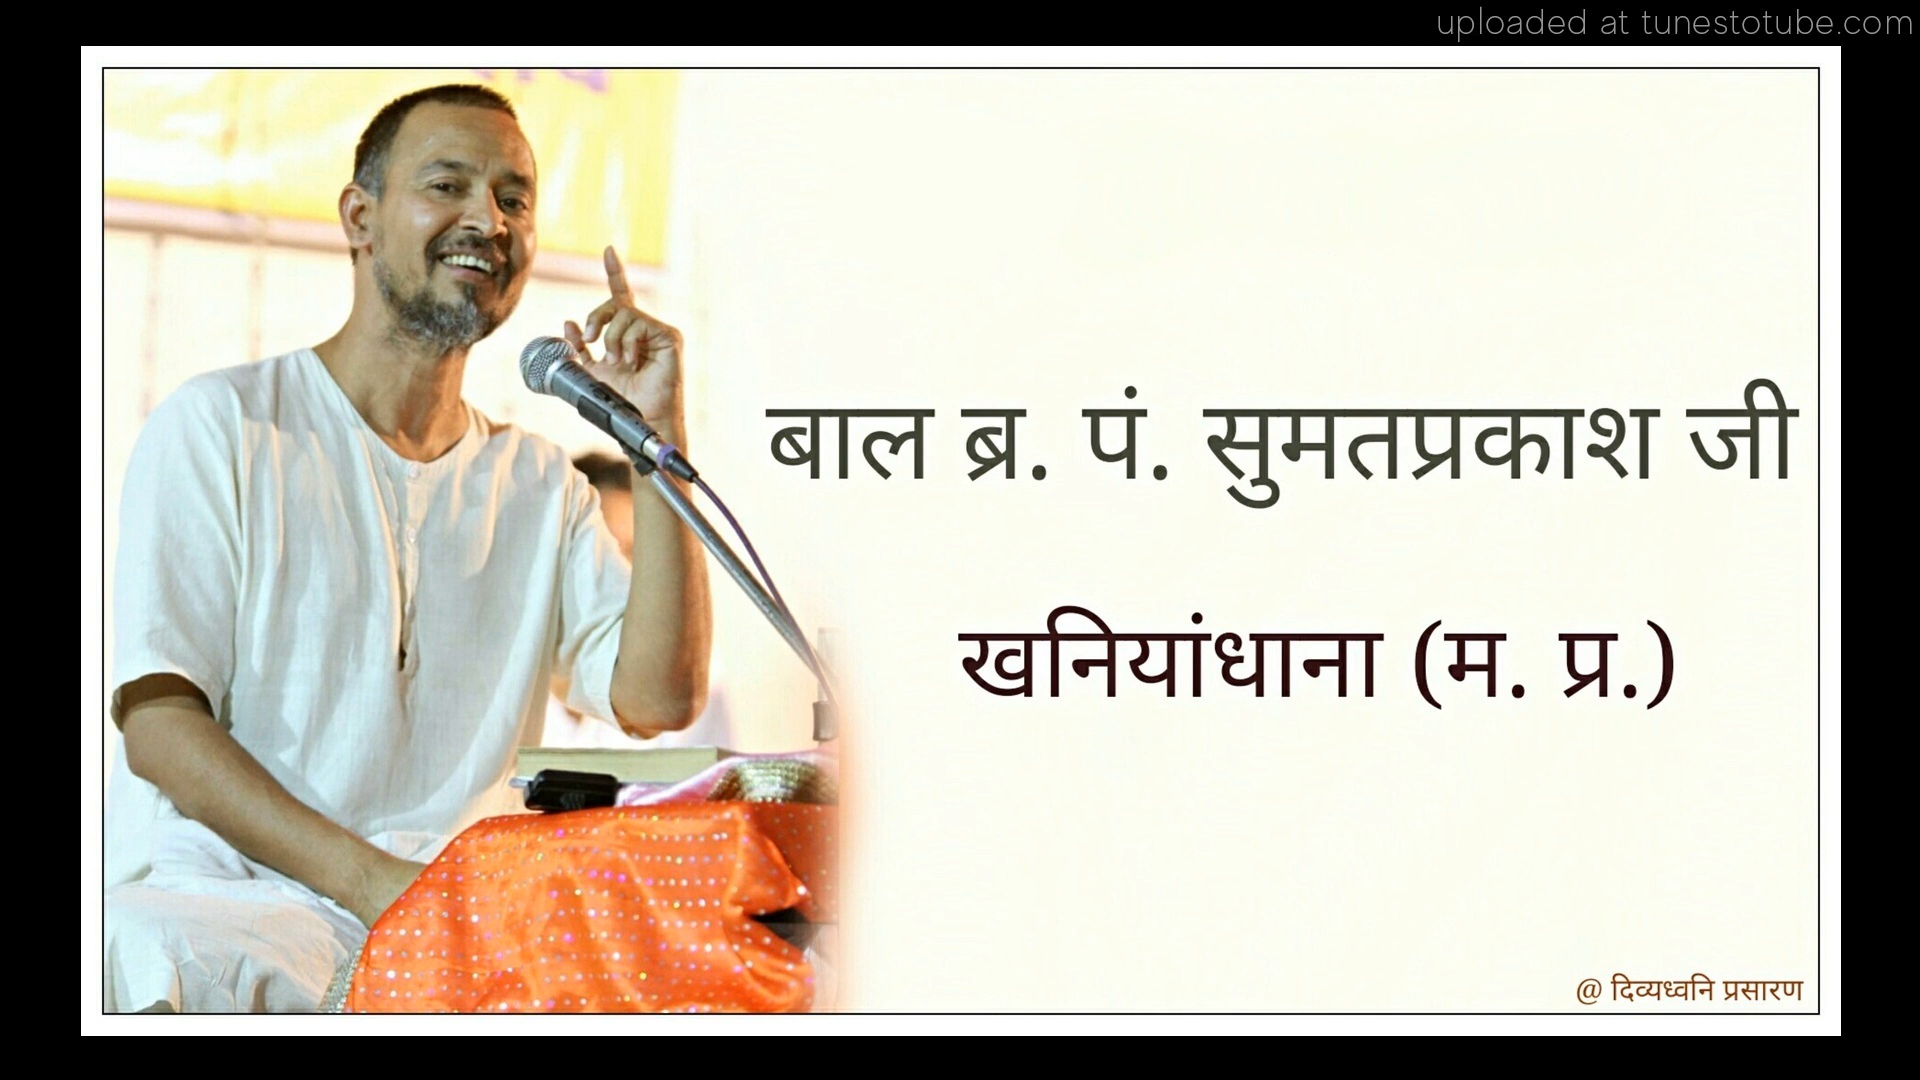 uploaded at tunestotube.com
बाल ब्र. पं. सुमतप्रकाश जी
खनियांधाना (म. प्र.)
@ दिव्यध्वनि प्रसारण